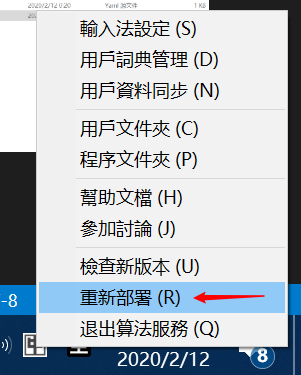 2020/2/12 0:20 Yaml 源文件 1 KB
輸入法設定 (S)
用戶詞典管理 (D)
用戶資料同步 (N)
用戶文件夾 (C)
程序文件夾 (P)
幫助文檔 (H)
參加討論 (J)
檢查新版本 (U)
-8
重新部署 (R)
退出算法服務 (Q)
2020/2/12
8